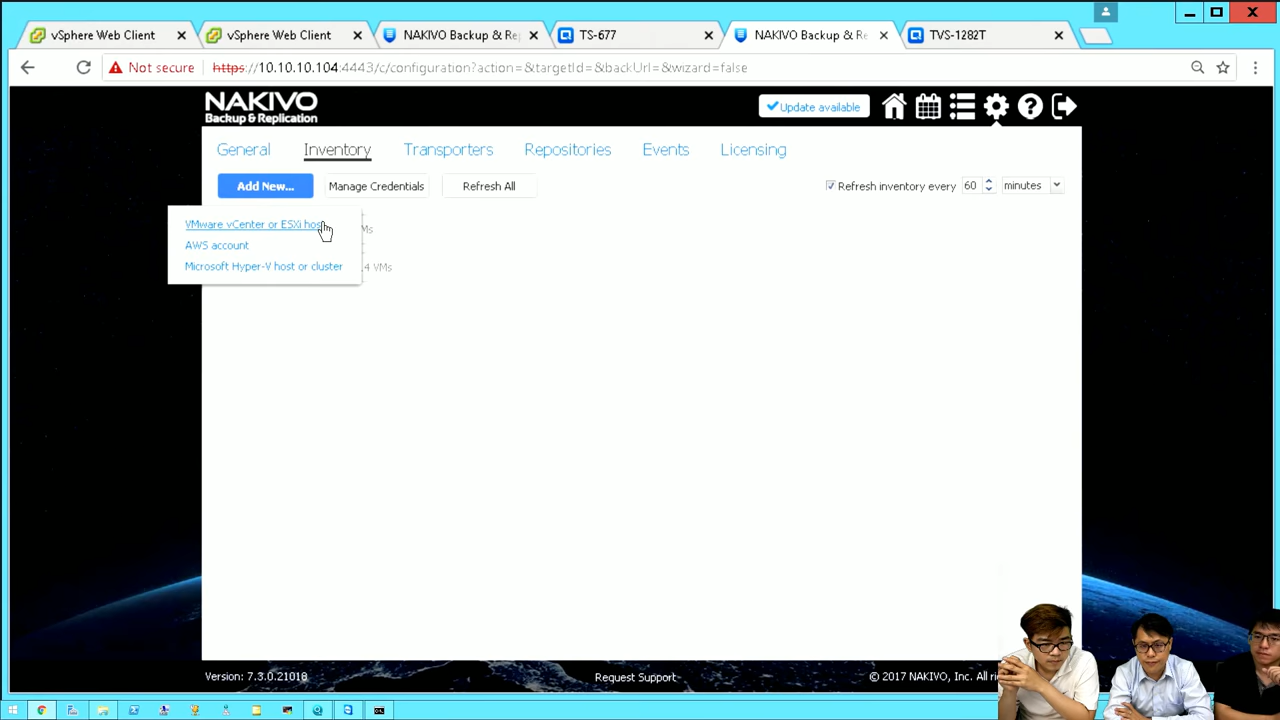 vSphere Web Client
vSphere Web Client
NAKIVO Backup & Re
TS-677
NAKIVO Backup & Re
TVS-1282T
Not secure
https://10.10.10.104:4443/c/configuration?action=&targetId=&backUrl=&wizard=false
NAKIVO
Backup & Replication
Update available
General
Inventory
Transporters
Repositories
Events
Licensing
Add New...
Manage Credentials
Refresh All
Refresh inventory every
60
minutes
VMware vCenter or ESXi host
Ms
AWS account
Microsoft Hyper-V host or cluster
4 VMs
Version: 7.3.0.21018
Request Support
© 2017 NAKIVO, Inc. All